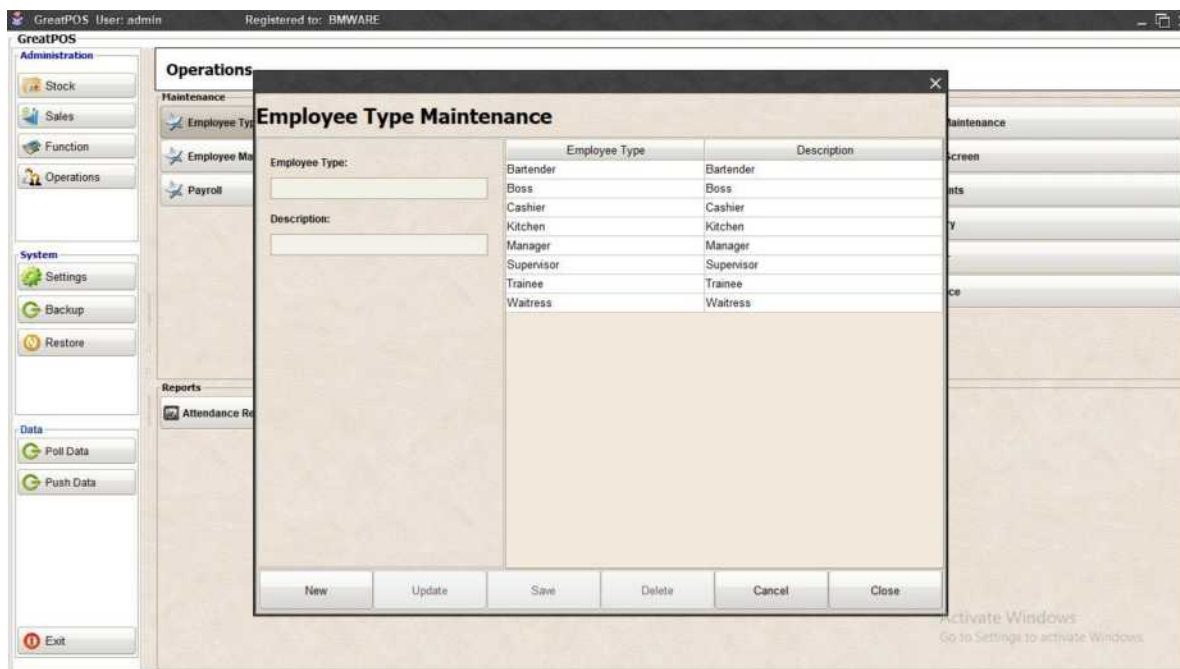 GreatPOS User: admin Registered to: BMWARE
GreatPOS
Administration
Stock
Sales
Function
Operations
System
Settings
Backup
Restore
Data
Poll Data
Push Data
Exit
Operations
Maintenance
Employee Typ
Employee Ma
Payroll
Reports
Attendance Re
Employee Type Maintenance
Employee Type:
Description:
Employee Type Description
Bartender Bartender
Boss Boss
Cashier Cashier
Kitchen Kitchen
Manager Manager
Supervisor Supervisor
Trainee Trainee
Waitress Waitress
New Update Save Delete Cancel Close
Maintenance
Screen
nts
y
ce
Activate Windows
Go to Settings to activate Windows.